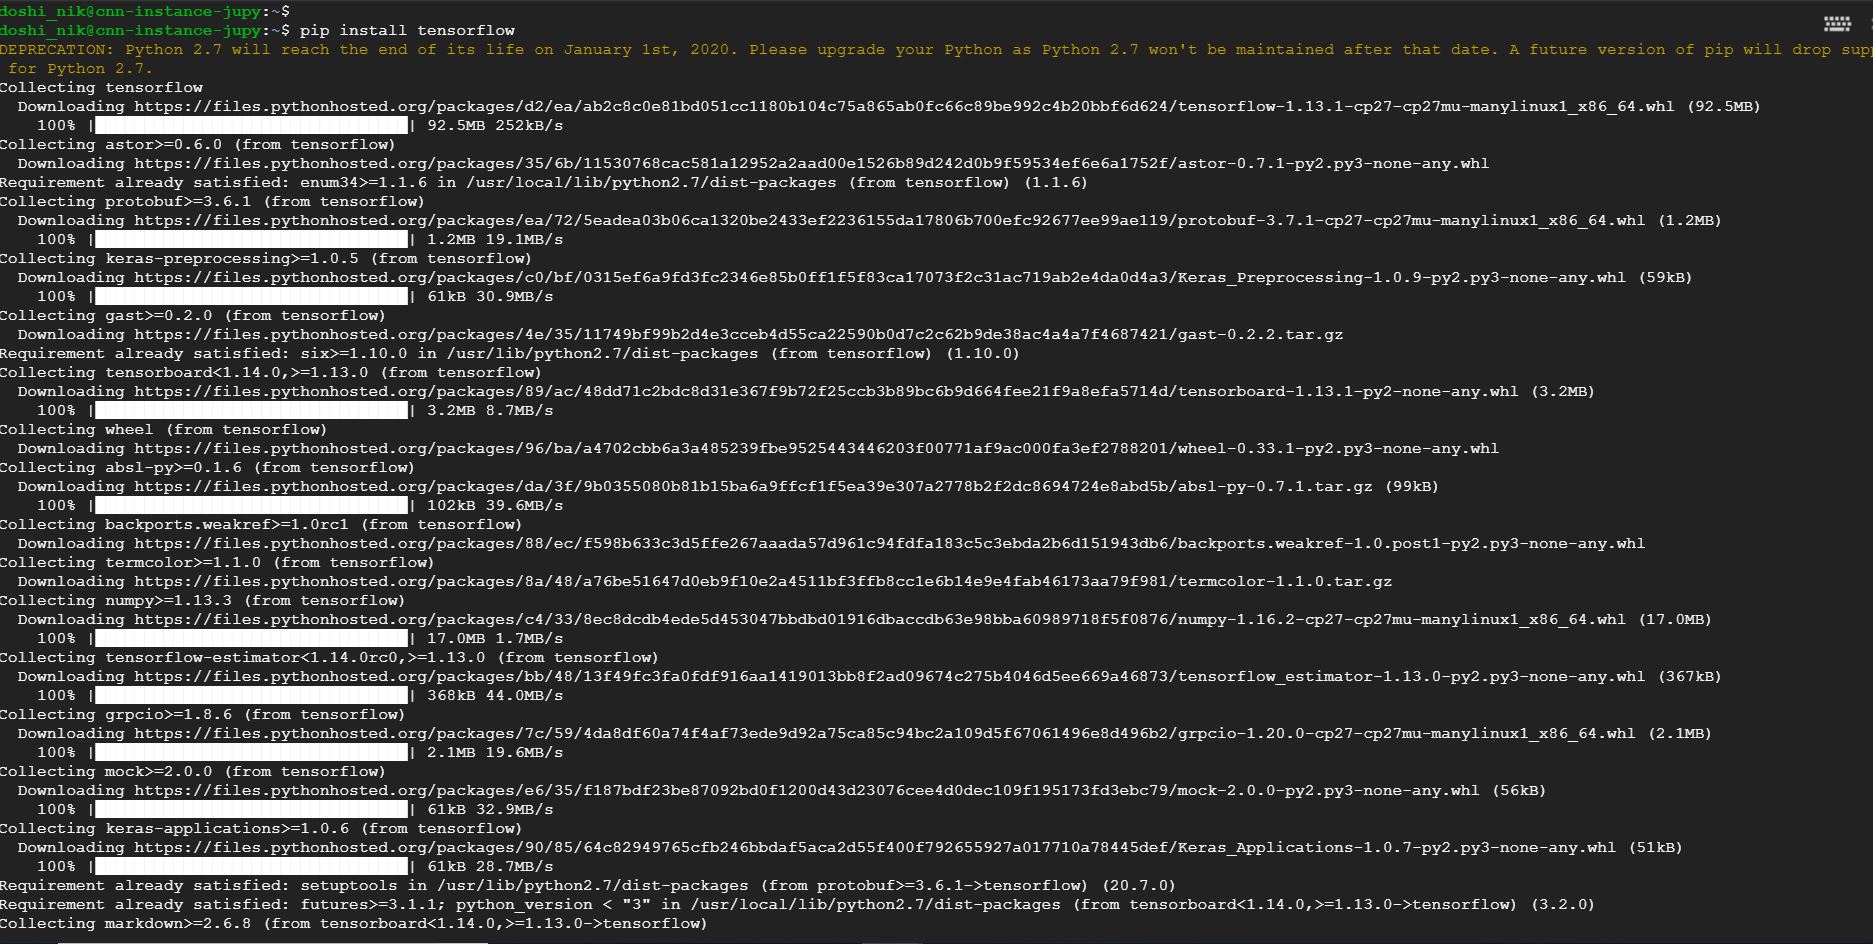 doshi_nik@cnn-instance-jupy:~$
doshi_nik@cnn-instance-jupy:~$ pip install tensorflow
DEPRECATION: Python 2.7 will reach the end of its life on January 1st, 2020. Please upgrade your Python as Python 2.7 won't be maintained after that date. A future version of pip will drop supp
for Python 2.7.
Collecting tensorflow
Downloading https://files.pythonhosted.org/packages/d2/ea/ab2c8c0e81bd051cc1180b104c75a865ab0fc66c89be992c4b20bbf6d624/tensorflow-1.13.1-cp27-cp27mu-manylinux1_x86_64.whl (92.5MB)
100% |████████████████████████████████| 92.5MB 252kB/s
Collecting astor>=0.6.0 (from tensorflow)
Downloading https://files.pythonhosted.org/packages/35/6b/11530768cac581a12952a2aad00e1526b89d242d0b9f59534ef6e6a1752f/astor-0.7.1-py2.py3-none-any.whl
Requirement already satisfied: enum34>=1.1.6 in /usr/local/lib/python2.7/dist-packages (from tensorflow) (1.1.6)
Collecting protobuf>=3.6.1 (from tensorflow)
Downloading https://files.pythonhosted.org/packages/ea/72/5eadea03b06ca1320be2433ef2236155da17806b700efc92677ee99ae119/protobuf-3.7.1-cp27-cp27mu-manylinux1_x86_64.whl (1.2MB)
100% |████████████████████████████████| 1.2MB 19.1MB/s
Collecting keras-preprocessing>=1.0.5 (from tensorflow)
Downloading https://files.pythonhosted.org/packages/c0/bf/0315ef6a9fd3fc2346e85b0ff1f5f83ca17073f2c31ac719ab2e4da0d4a3/Keras_Preprocessing-1.0.9-py2.py3-none-any.whl (59kB)
100% |████████████████████████████████| 61kB 30.9MB/s
Collecting gast>=0.2.0 (from tensorflow)
Downloading https://files.pythonhosted.org/packages/4e/35/11749bf99b2d4e3cceb4d55ca22590b0d7c2c62b9de38ac4a4a7f4687421/gast-0.2.2.tar.gz
Requirement already satisfied: six>=1.10.0 in /usr/lib/python2.7/dist-packages (from tensorflow) (1.10.0)
Collecting tensorboard<1.14.0,>=1.13.0 (from tensorflow)
Downloading https://files.pythonhosted.org/packages/89/ac/48dd71c2bdc8d31e367f9b72f25ccb3b89bc6b9d664fee21f9a8efa5714d/tensorboard-1.13.1-py2-none-any.whl (3.2MB)
100% |████████████████████████████████| 3.2MB 8.7MB/s
Collecting wheel (from tensorflow)
Downloading https://files.pythonhosted.org/packages/96/ba/a4702cbb6a3a485239fbe9525443446203f00771af9ac000fa3ef2788201/wheel-0.33.1-py2.py3-none-any.whl
Collecting absl-py>=0.1.6 (from tensorflow)
Downloading https://files.pythonhosted.org/packages/da/3f/9b0355080b81b15ba6a9ffcf1f5ea39e307a2778b2f2dc8694724e8abd5b/absl-py-0.7.1.tar.gz (99kB)
100% |████████████████████████████████| 102kB 39.6MB/s
Collecting backports.weakref>=1.0rc1 (from tensorflow)
Downloading https://files.pythonhosted.org/packages/88/ec/f598b633c3d5ffe267aaada57d961c94fdfa183c5c3ebda2b6d151943db6/backports.weakref-1.0.post1-py2.py3-none-any.whl
Collecting termcolor>=1.1.0 (from tensorflow)
Downloading https://files.pythonhosted.org/packages/8a/48/a76be51647d0eb9f10e2a4511bf3ffb8cc1e6b14e9e4fab46173aa79f981/termcolor-1.1.0.tar.gz
Collecting numpy>=1.13.3 (from tensorflow)
Downloading https://files.pythonhosted.org/packages/c4/33/8ec8dcdb4ede5d453047bbdbd01916dbaccdb63e98bba60989718f5f0876/numpy-1.16.2-cp27-cp27mu-manylinux1_x86_64.whl (17.0MB)
100% |████████████████████████████████| 17.0MB 1.7MB/s
Collecting tensorflow-estimator<1.14.0rc0,>=1.13.0 (from tensorflow)
Downloading https://files.pythonhosted.org/packages/bb/48/13f49fc3fa0fdf916aa1419013bb8f2ad09674c275b4046d5ee669a46873/tensorflow_estimator-1.13.0-py2.py3-none-any.whl (367kB)
100% |████████████████████████████████| 368kB 44.0MB/s
Collecting grpcio>=1.8.6 (from tensorflow)
Downloading https://files.pythonhosted.org/packages/7c/59/4da8df60a74f4af73ede9d92a75ca85c94bc2a109d5f67061496e8d496b2/grpcio-1.20.0-cp27-cp27mu-manylinux1_x86_64.whl (2.1MB)
100% |████████████████████████████████| 2.1MB 19.6MB/s
Collecting mock>=2.0.0 (from tensorflow)
Downloading https://files.pythonhosted.org/packages/e6/35/f187bdf23be87092bd0f1200d43d23076cee4d0dec109f195173fd3ebc79/mock-2.0.0-py2.py3-none-any.whl (56kB)
100% |████████████████████████████████| 61kB 32.9MB/s
Collecting keras-applications>=1.0.6 (from tensorflow)
Downloading https://files.pythonhosted.org/packages/90/85/64c82949765cfb246bbdaf5aca2d55f400f792655927a017710a78445def/Keras_Applications-1.0.7-py2.py3-none-any.whl (51kB)
100% |████████████████████████████████| 61kB 28.7MB/s
Requirement already satisfied: setuptools in /usr/lib/python2.7/dist-packages (from protobuf>=3.6.1->tensorflow) (20.7.0)
Requirement already satisfied: futures>=3.1.1; python_version < "3" in /usr/local/lib/python2.7/dist-packages (from tensorboard<1.14.0,>=1.13.0->tensorflow) (3.2.0)
Collecting markdown>=2.6.8 (from tensorboard<1.14.0,>=1.13.0->tensorflow)